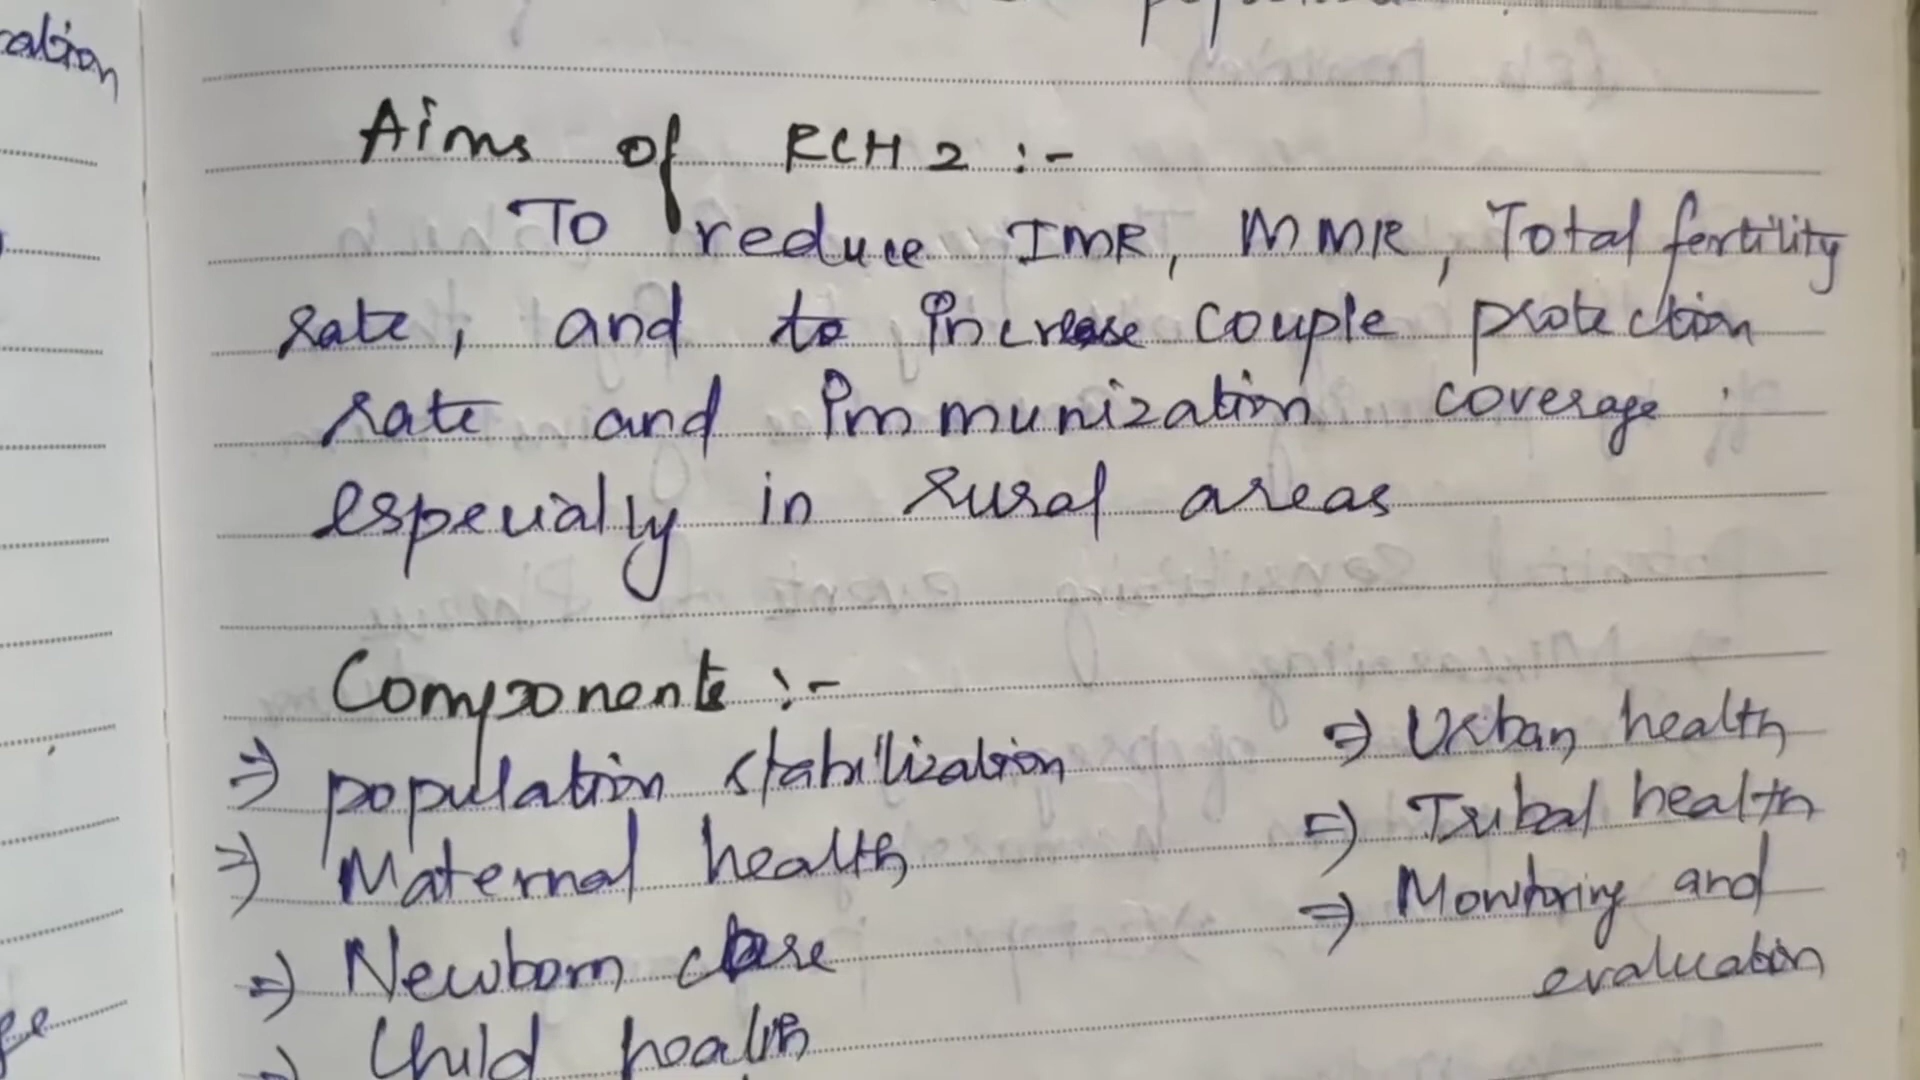 ration
Aims of RCH 2 :-
To reduce IMR, MMR, Total fertility
rate, and to increase couple protection
rate and immunization coverage
especially in rural areas
Components :-
⇒ population stabilization
⇒ Maternal health
⇒ Newborn care
⇒ Child health
⇒ Urban health
⇒ Tribal health
⇒ Monitoring and
evaluation